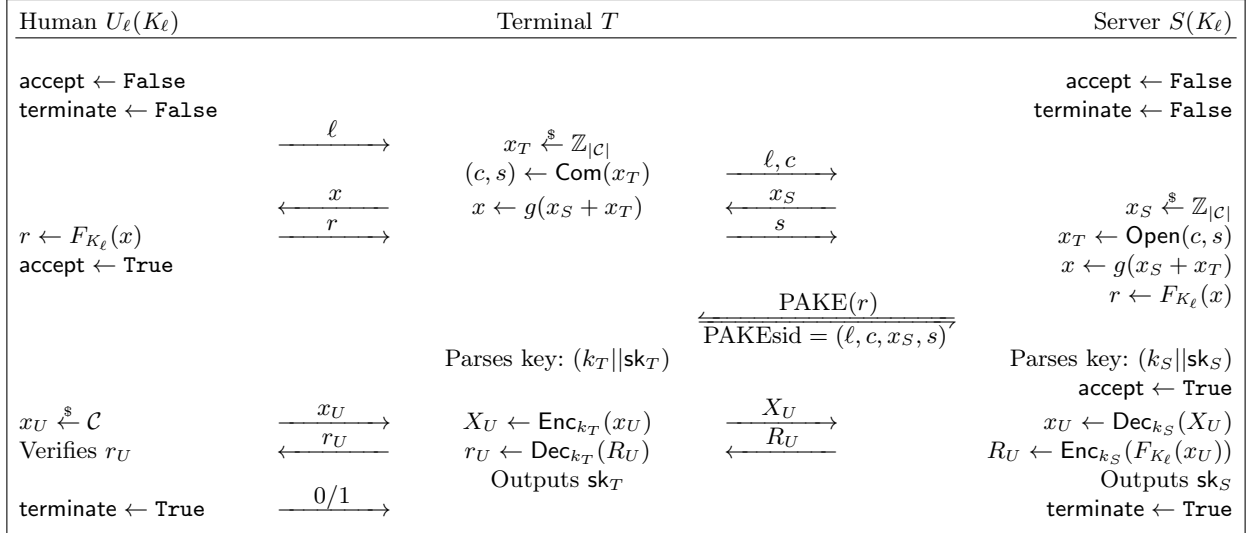 Human U_ℓ(K_ℓ) Terminal T Server S(K_ℓ)
accept ← False accept ← False
terminate ← False terminate ← False
ℓ x_T ←$ ℤ_|𝒞|
(c, s) ← Com(x_T) ℓ, c
x x ← g(x_S + x_T) x_S x_S ←$ ℤ_|𝒞|
r ← F_{K_ℓ}(x) r s x_T ← Open(c, s)
accept ← True x ← g(x_S + x_T)
r ← F_{K_ℓ}(x)
PAKE(r)
PAKEsid = (ℓ, c, x_S, s)
Parses key: (k_T||sk_T) Parses key: (k_S||sk_S)
accept ← True
x_U ←$ 𝒞 x_U X_U ← Enc_{k_T}(x_U) X_U x_U ← Dec_{k_S}(X_U)
Verifies r_U r_U r_U ← Dec_{k_T}(R_U) R_U R_U ← Enc_{k_S}(F_{K_ℓ}(x_U))
Outputs sk_T Outputs sk_S
terminate ← True 0/1 terminate ← True